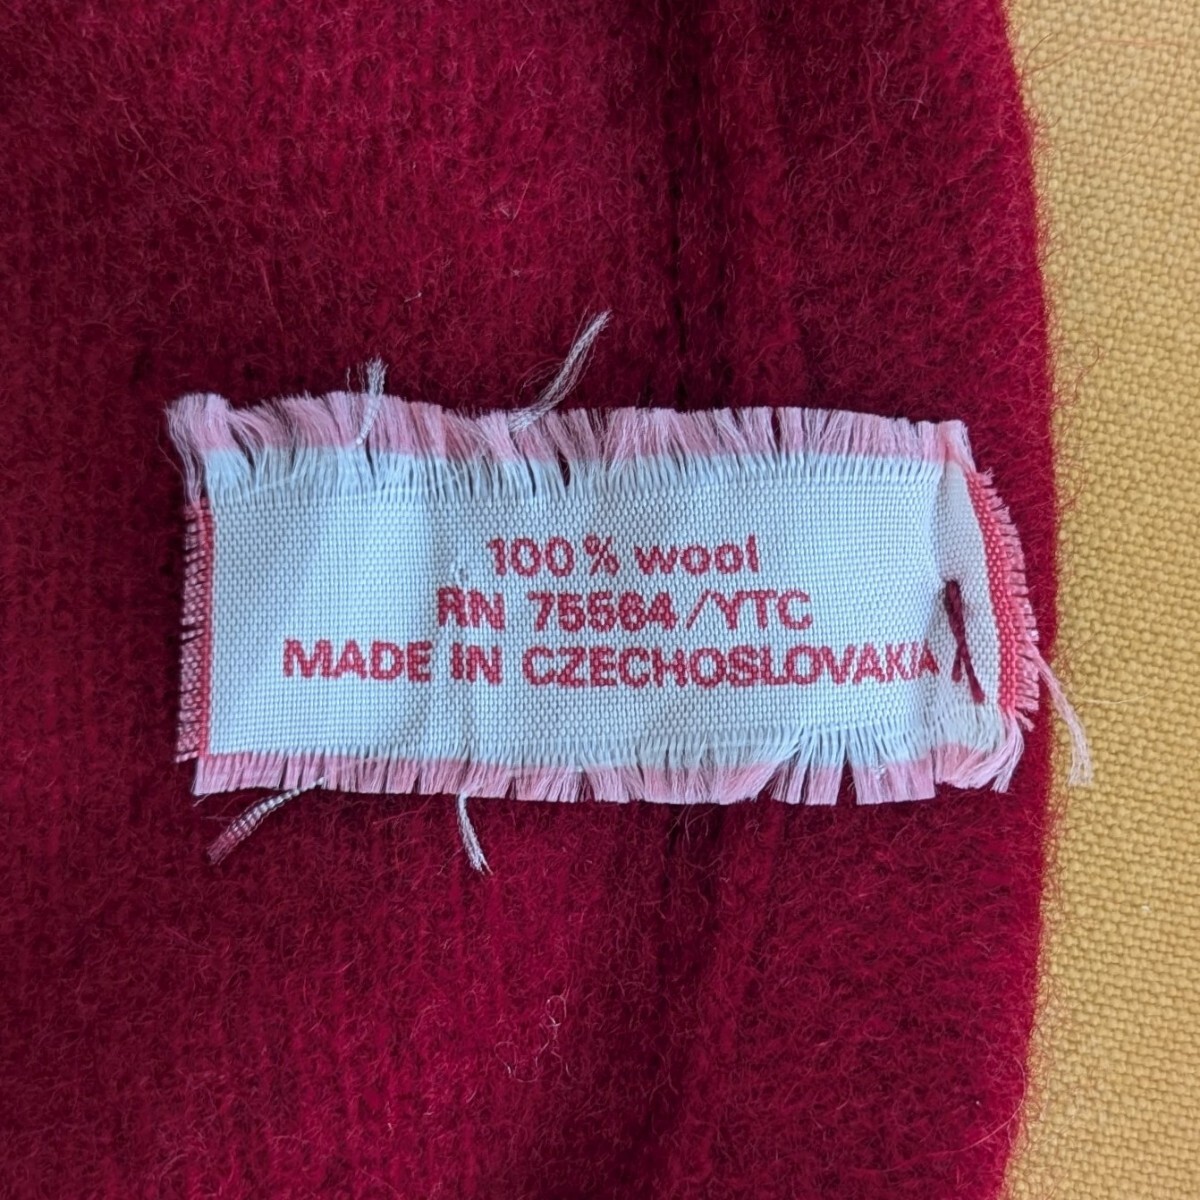 100% wool
RN 75564/YTC
MADE IN CZECHOSLOVAKIA